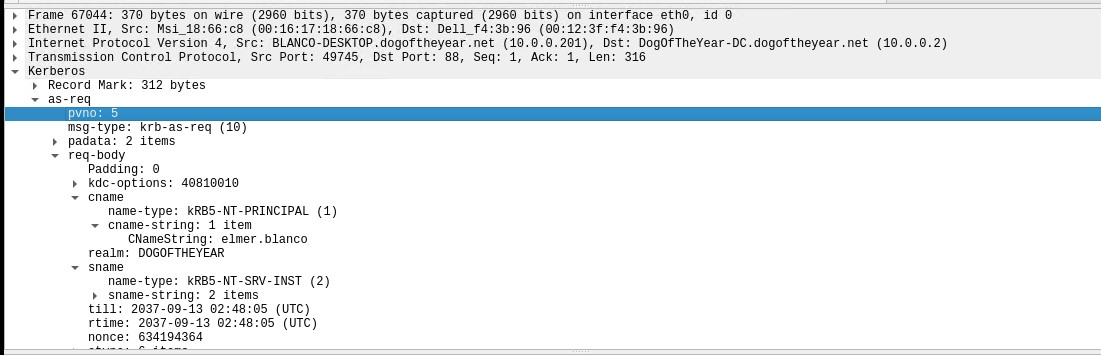 Frame 67044: 370 bytes on wire (2960 bits), 370 bytes captured (2960 bits) on interface eth0, id 0
Ethernet II, Src: Msi_18:66:c8 (00:16:17:18:66:c8), Dst: Dell_f4:3b:96 (00:12:3f:f4:3b:96)
Internet Protocol Version 4, Src: BLANCO-DESKTOP.dogoftheyear.net (10.0.0.201), Dst: DogOfTheYear-DC.dogoftheyear.net (10.0.0.2)
Transmission Control Protocol, Src Port: 49745, Dst Port: 88, Seq: 1, Ack: 1, Len: 316
Kerberos
Record Mark: 312 bytes
as-req
pvno: 5
msg-type: krb-as-req (10)
padata: 2 items
req-body
Padding: 0
kdc-options: 40810010
cname
name-type: kRB5-NT-PRINCIPAL (1)
cname-string: 1 item
CNameString: elmer.blanco
realm: DOGOFTHEYEAR
sname
name-type: kRB5-NT-SRV-INST (2)
sname-string: 2 items
till: 2037-09-13 02:48:05 (UTC)
rtime: 2037-09-13 02:48:05 (UTC)
nonce: 634194364